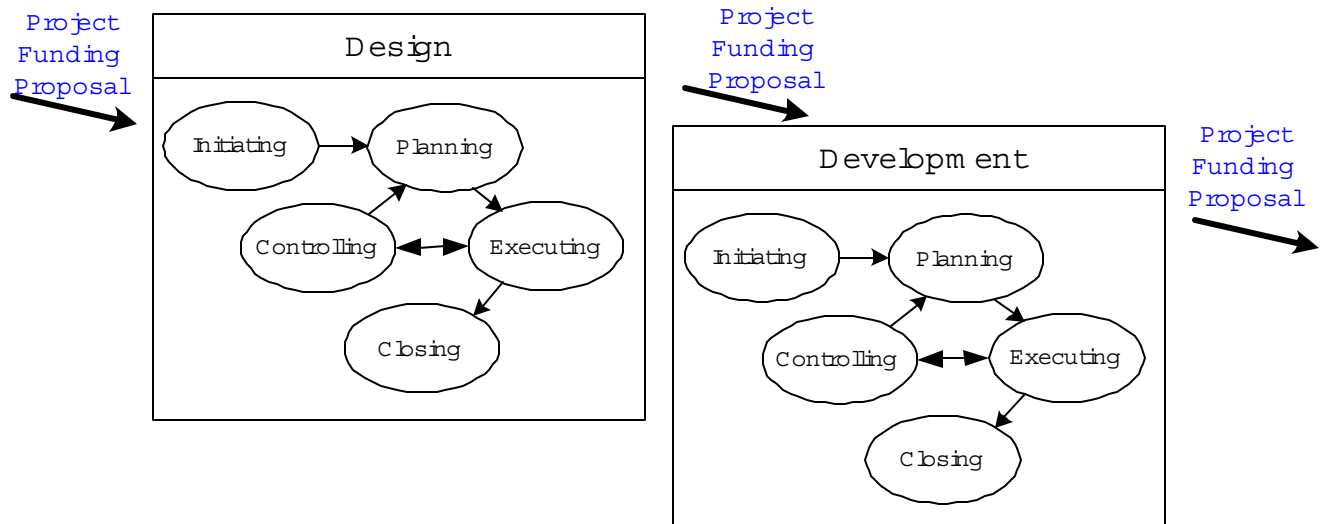 Project
Funding
Proposal
Design
Initiating
Planning
Controlling
Executing
Closing
Project
Funding
Proposal
Development
Initiating
Planning
Controlling
Executing
Closing
Project
Funding
Proposal